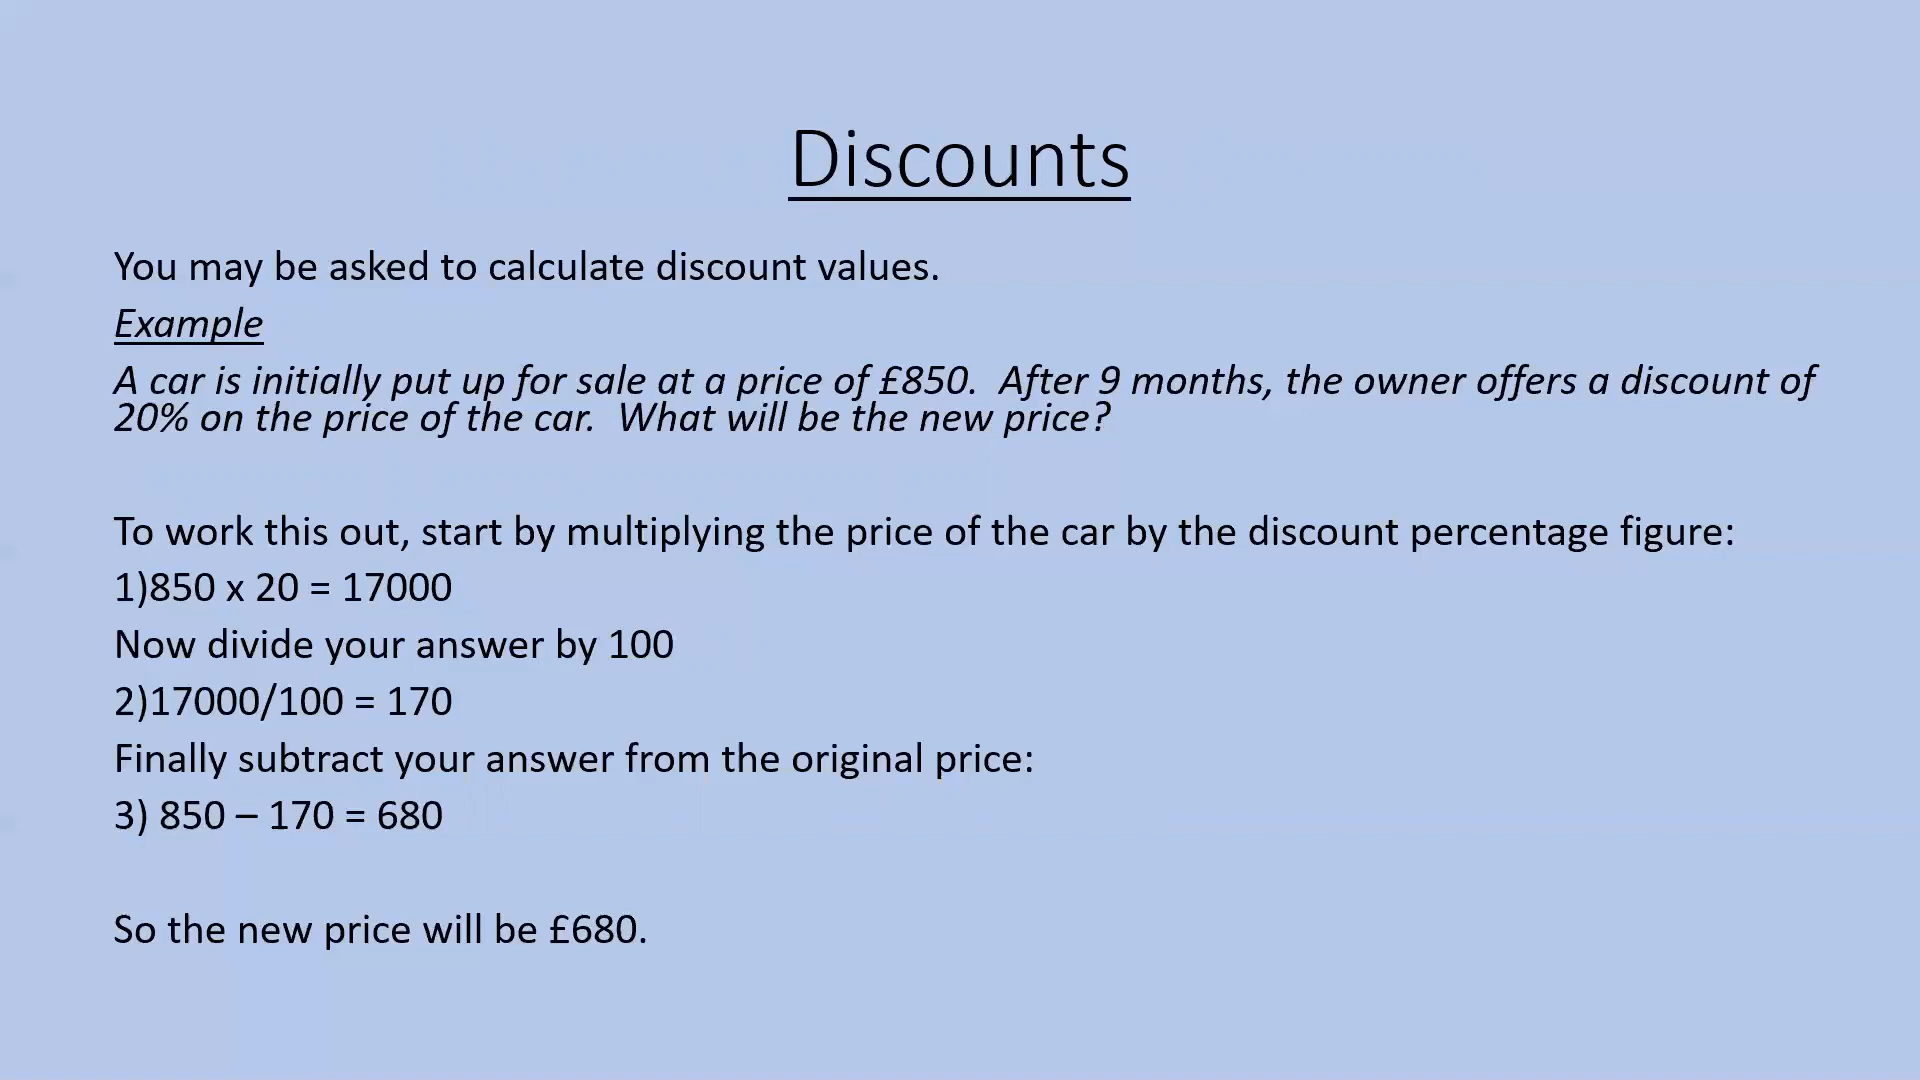 Discounts
You may be asked to calculate discount values.
Example
A car is initially put up for sale at a price of £850.  After 9 months, the owner offers a discount of
20% on the price of the car.  What will be the new price?
To work this out, start by multiplying the price of the car by the discount percentage figure:
1)850 x 20 = 17000
Now divide your answer by 100
2)17000/100 = 170
Finally subtract your answer from the original price:
3) 850 – 170 = 680
So the new price will be £680.